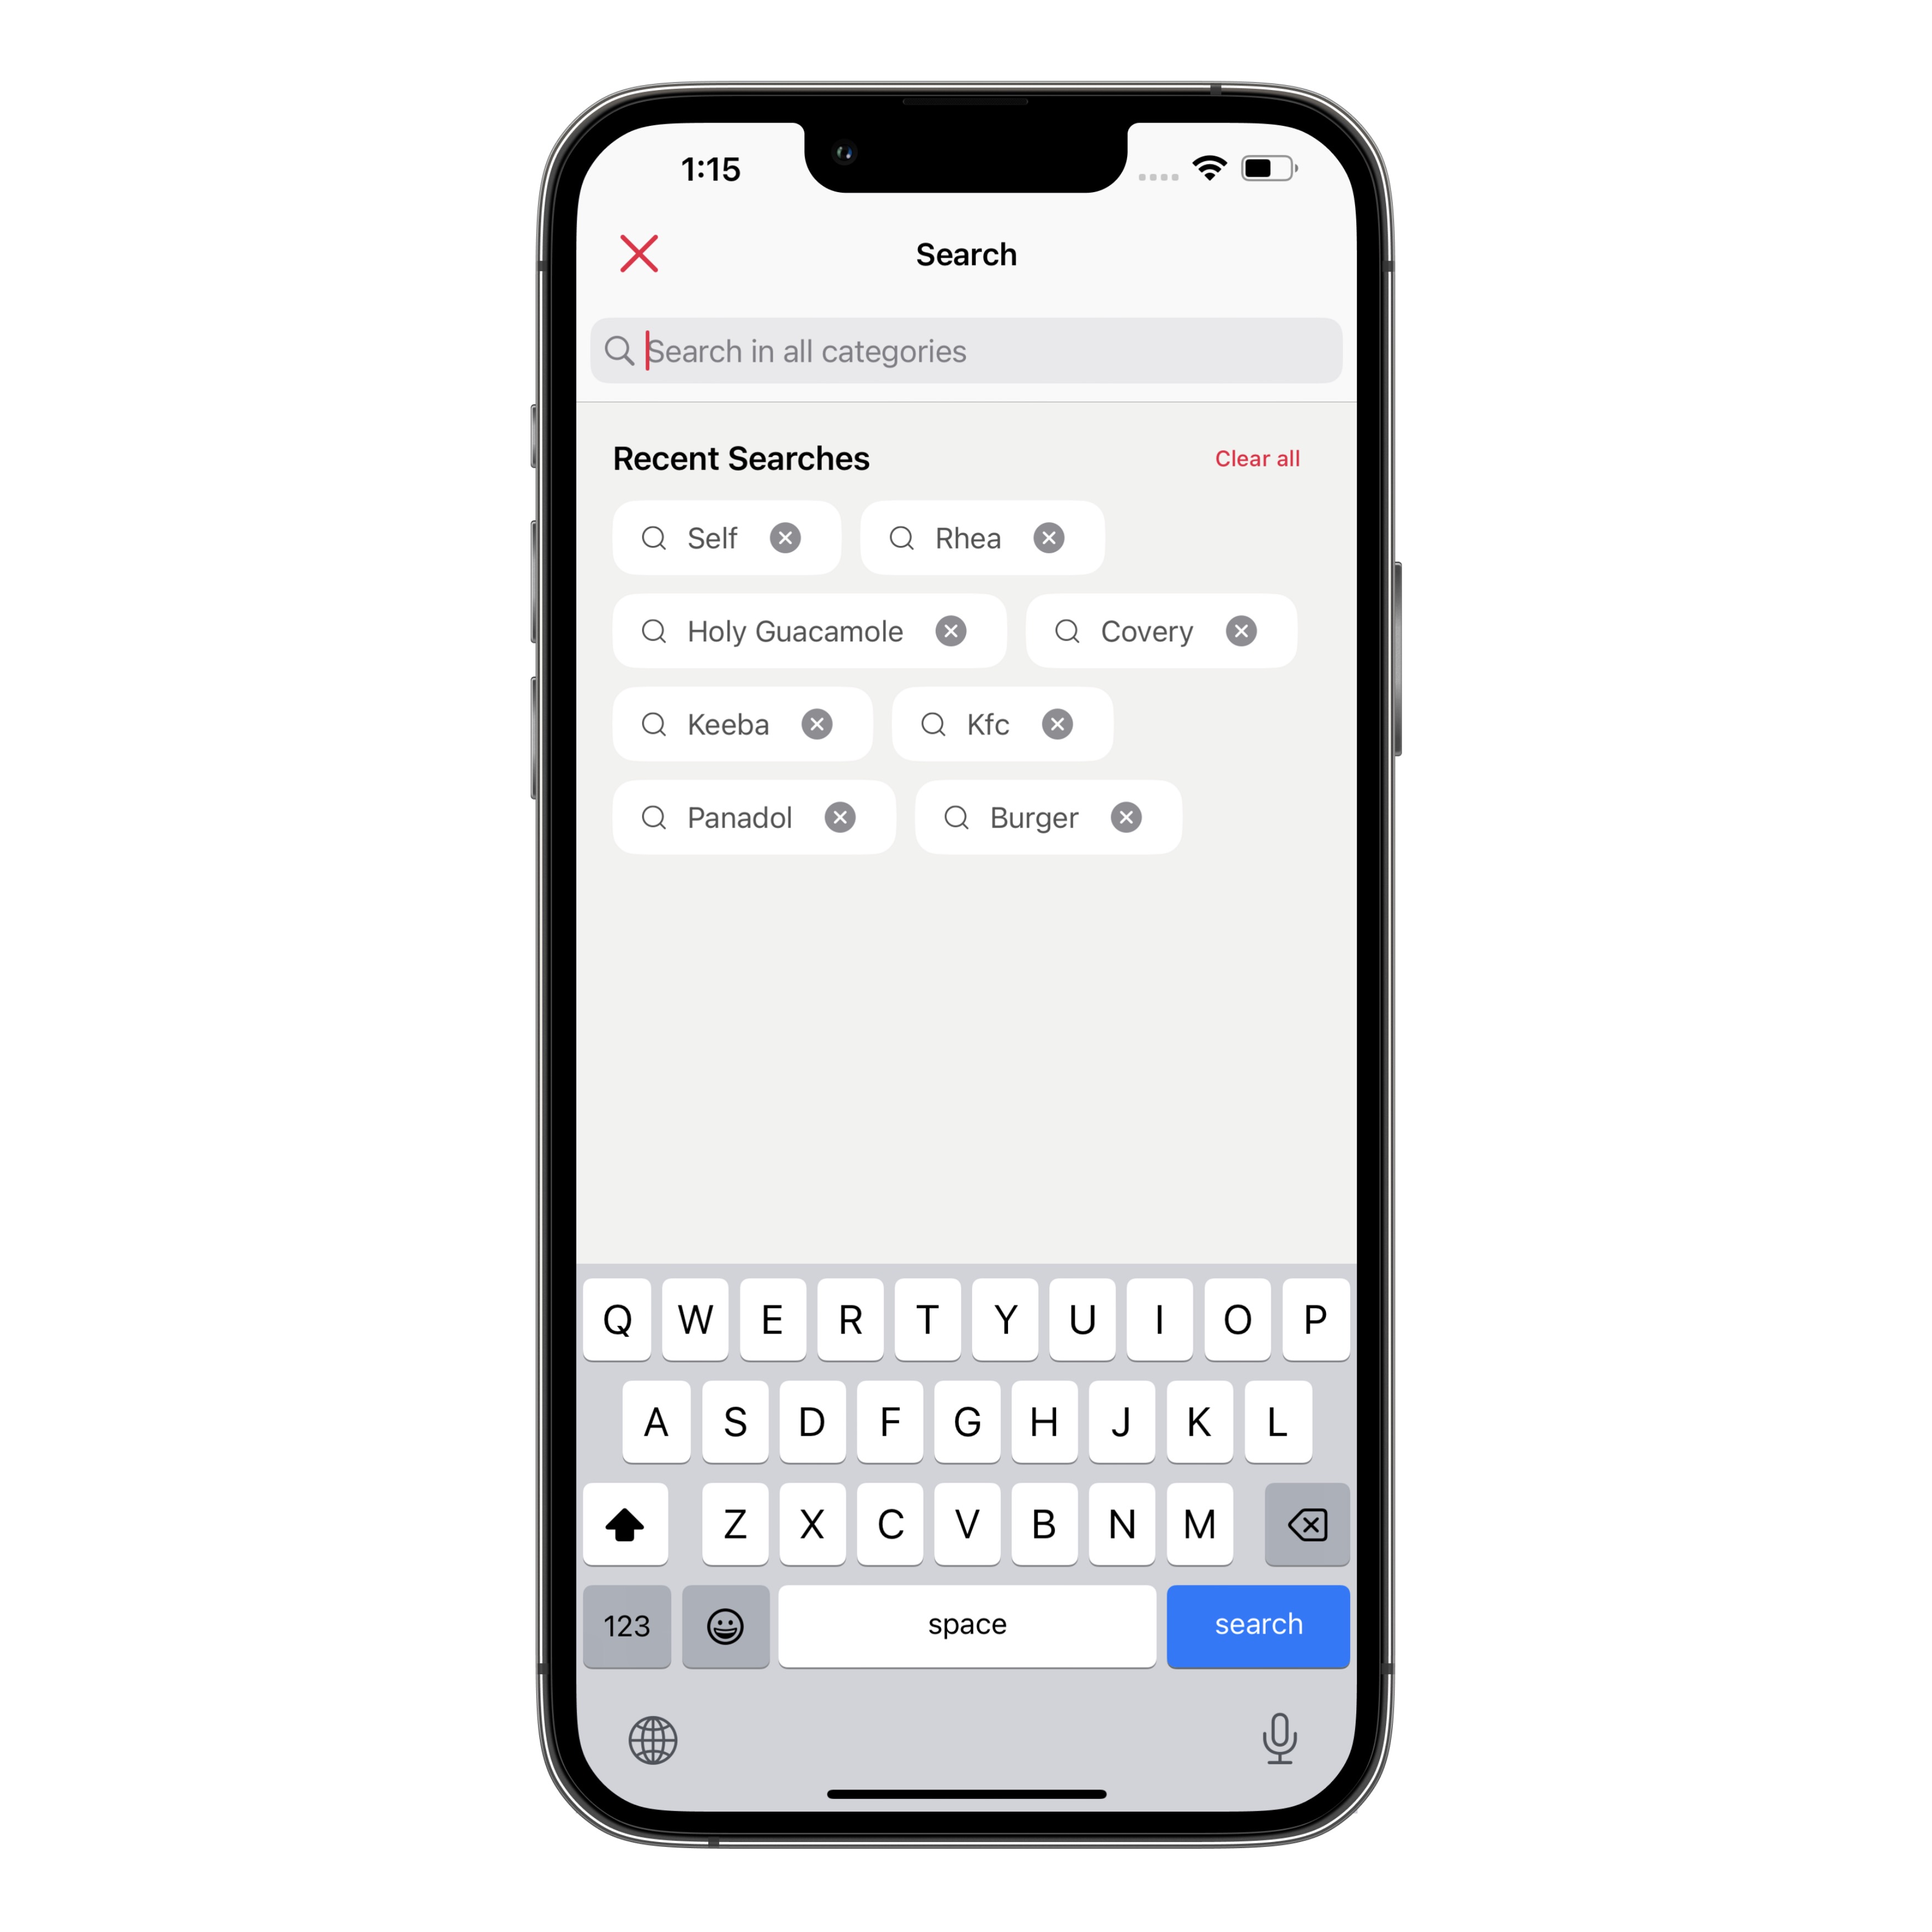 1:15
Search
Search in all categories
Recent Searches Clear all
Self Rhea
Holy Guacamole Covery
Keeba Kfc
Panadol Burger
Q W E R T Y U I O P
A S D F G H J K L
Z X C V B N M
123 space search